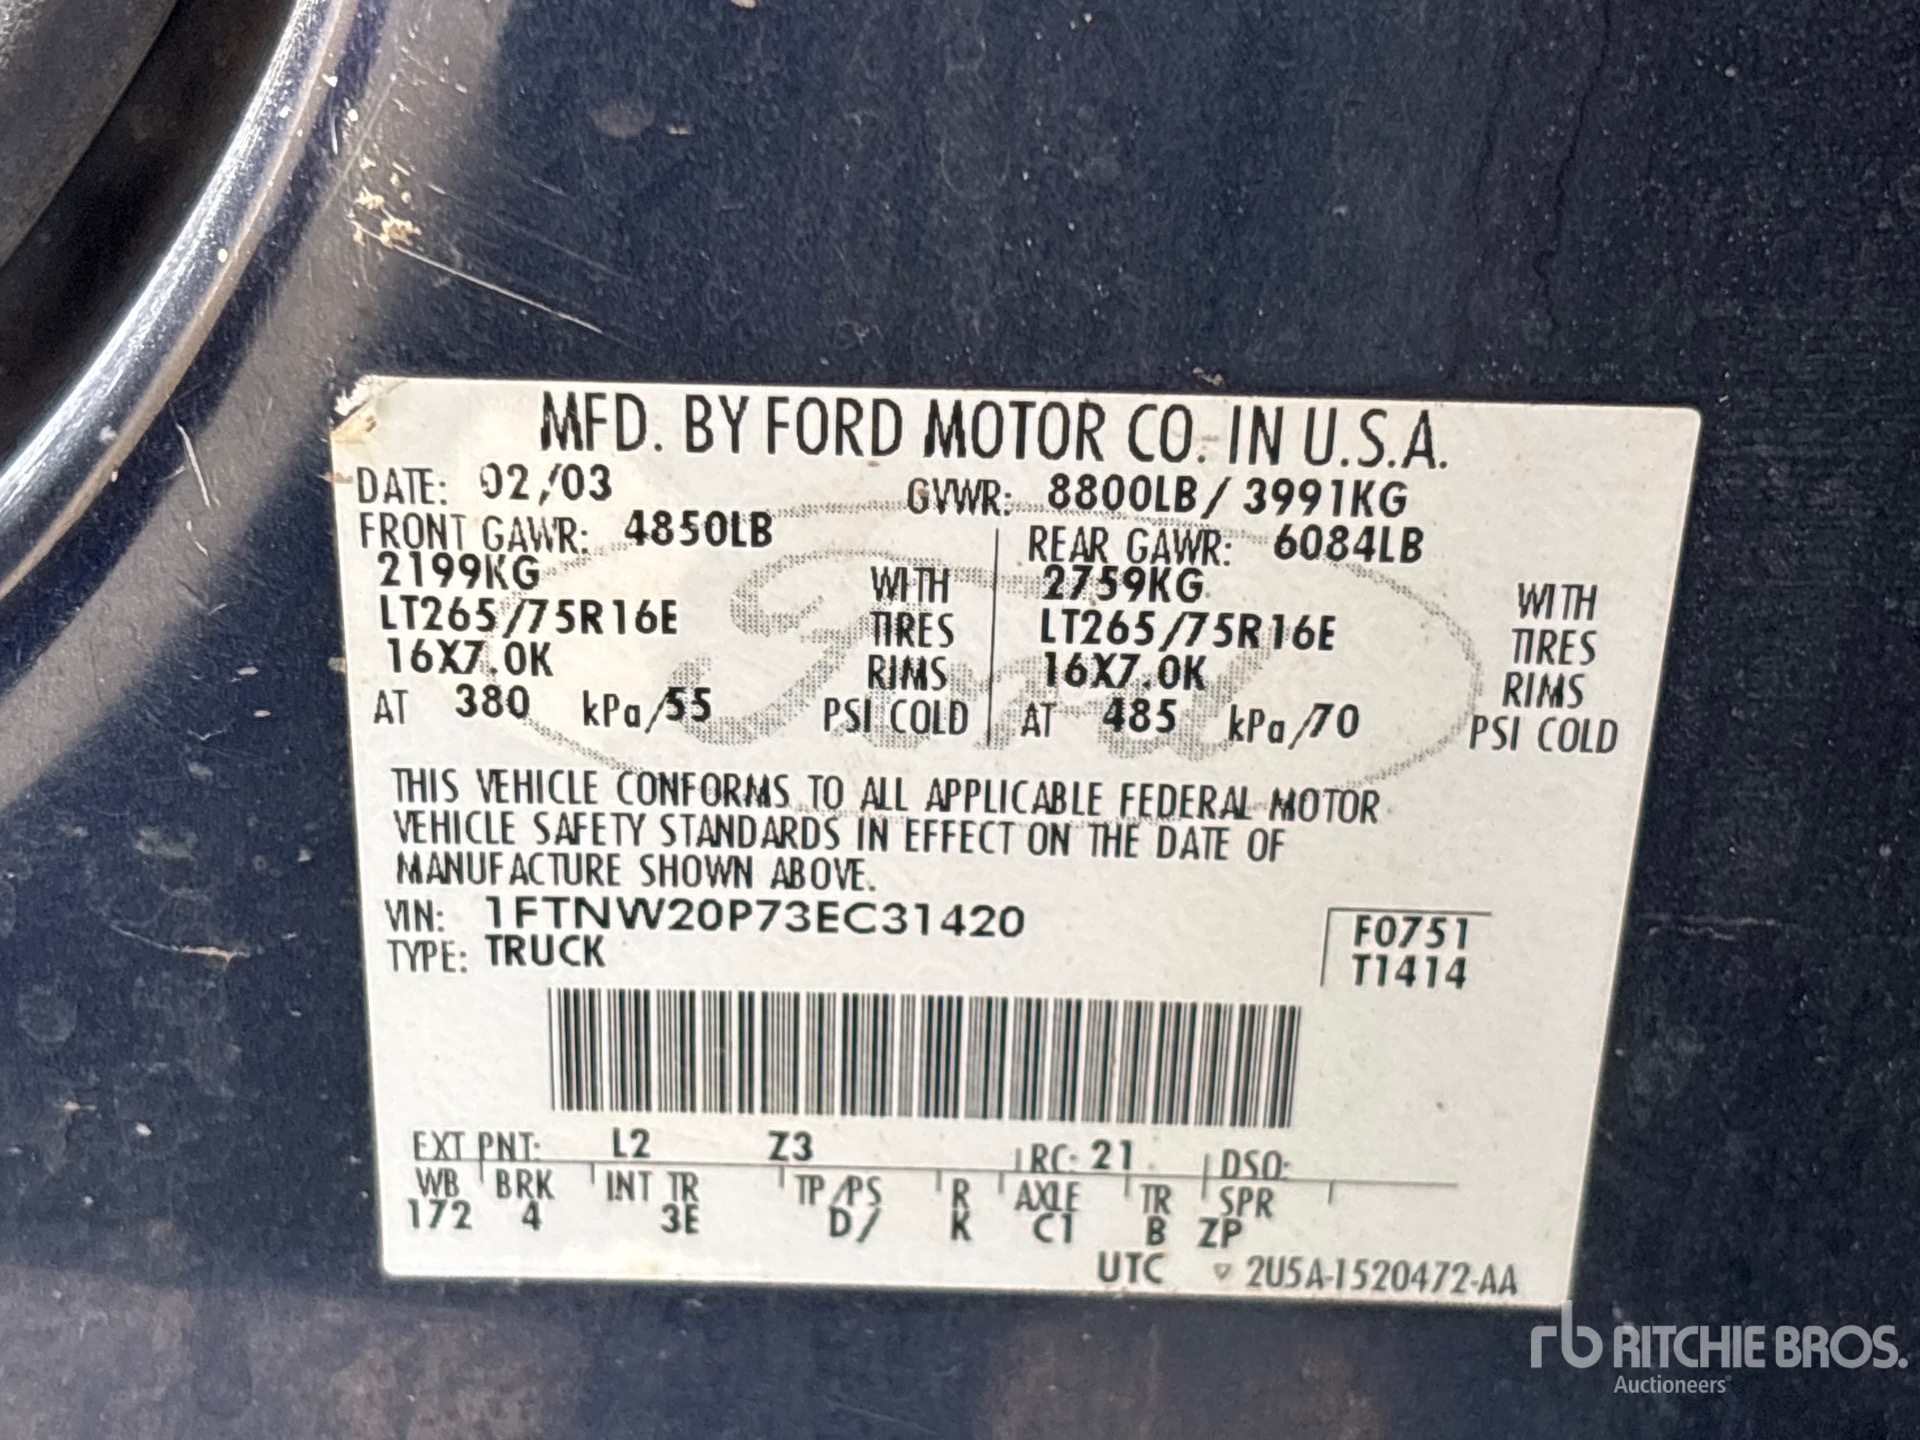 MFD. BY FORD MOTOR CO. IN U.S.A.
DATE: 02/03 GVWR: 8800LB/ 3991KG
FRONT GAWR: 4850LB REAR GAWR: 6084LB
2199KG WITH 2759KG WITH
LT265/75R16E TIRES LT265/75R16E TIRES
16X7.0K RIMS 16X7.0K RIMS
AT 380 kPa/55 PSI COLD AT 485 kPa/70 PSI COLD
Ford
THIS VEHICLE CONFORMS TO ALL APPLICABLE FEDERAL MOTOR
VEHICLE SAFETY STANDARDS IN EFFECT ON THE DATE OF
MANUFACTURE SHOWN ABOVE.
VIN: 1FTNW20P73EC31420 F0751
TYPE: TRUCK T1414
EXT PNT: L2 Z3 RC: 21 DSO:
WB BRK INT TR TP/PS R AXLE TR SPR
172 4 3E D/ K C1 B ZP
UTC ▽ 2U5A-1520472-AA
rb RITCHIE BROS.
Auctioneers